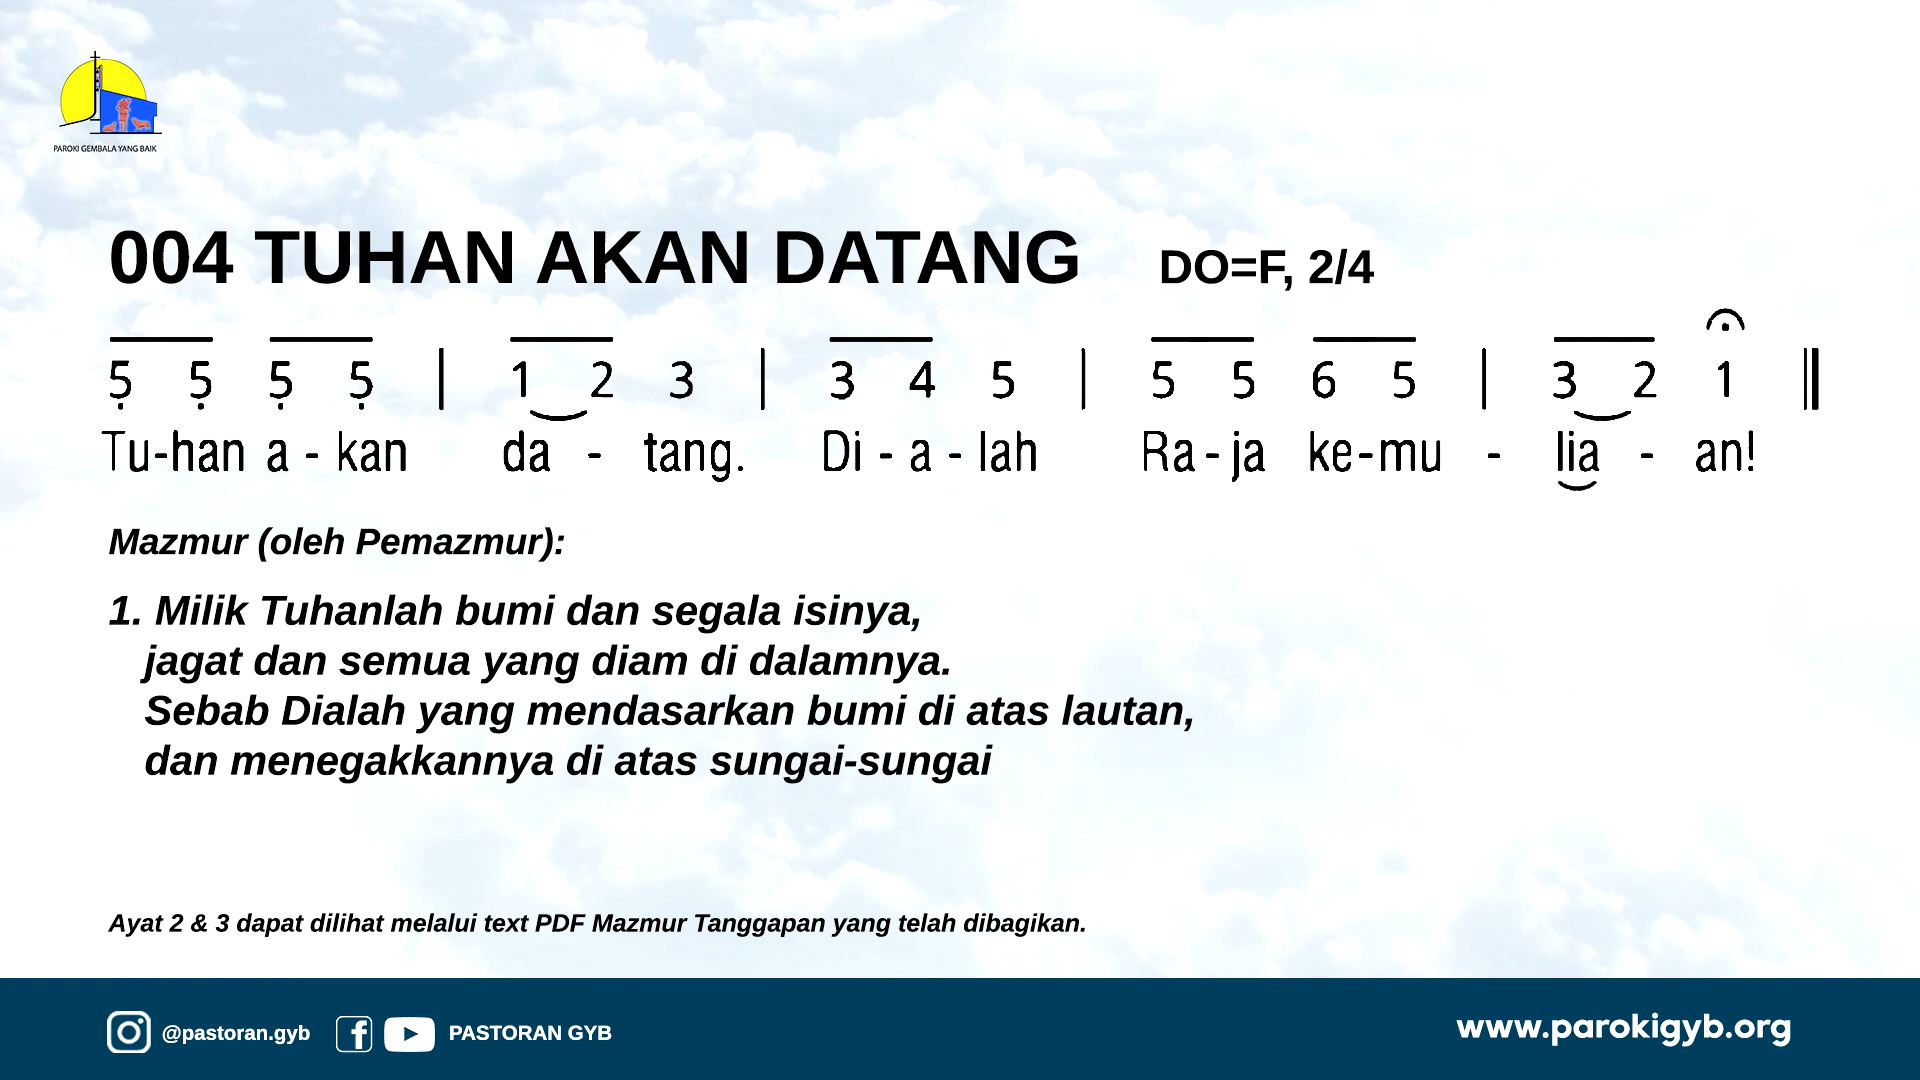 PAROKI GEMBALA YANG BAIK
004 TUHAN AKAN DATANG DO=F, 2/4
5̣ 5̣ 5̣ 5̣ | 1 2 3 | 3 4 5 | 5 5 6 5 | 3 2 1 ||
Tu-han a - kan da - tang. Di - a - lah Ra - ja ke-mu - lia - an!
Mazmur (oleh Pemazmur):
1. Milik Tuhanlah bumi dan segala isinya,
jagat dan semua yang diam di dalamnya.
Sebab Dialah yang mendasarkan bumi di atas lautan,
dan menegakkannya di atas sungai-sungai
Ayat 2 & 3 dapat dilihat melalui text PDF Mazmur Tanggapan yang telah dibagikan.
@pastoran.gyb PASTORAN GYB www.parokigyb.org